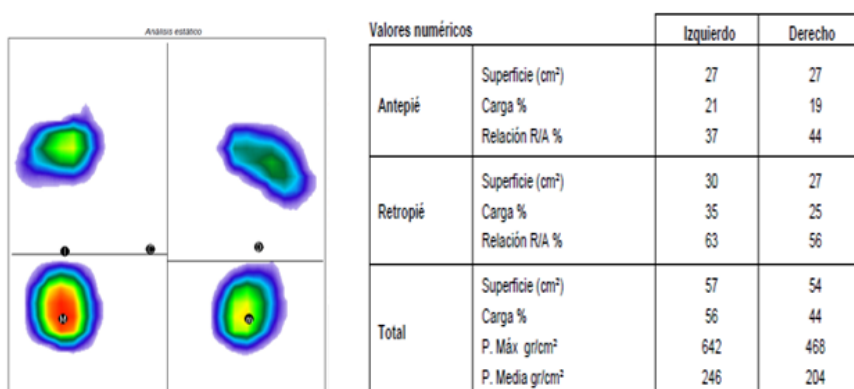 Análisis estático
Valores numéricos
Izquierdo Derecho
Antepié
Superficie (cm²) 27 27
Carga % 21 19
Relación R/A % 37 44
Retropié
Superficie (cm²) 30 27
Carga % 35 25
Relación R/A % 63 56
Total
Superficie (cm²) 57 54
Carga % 56 44
P. Máx gr/cm² 642 468
P. Media gr/cm² 246 204